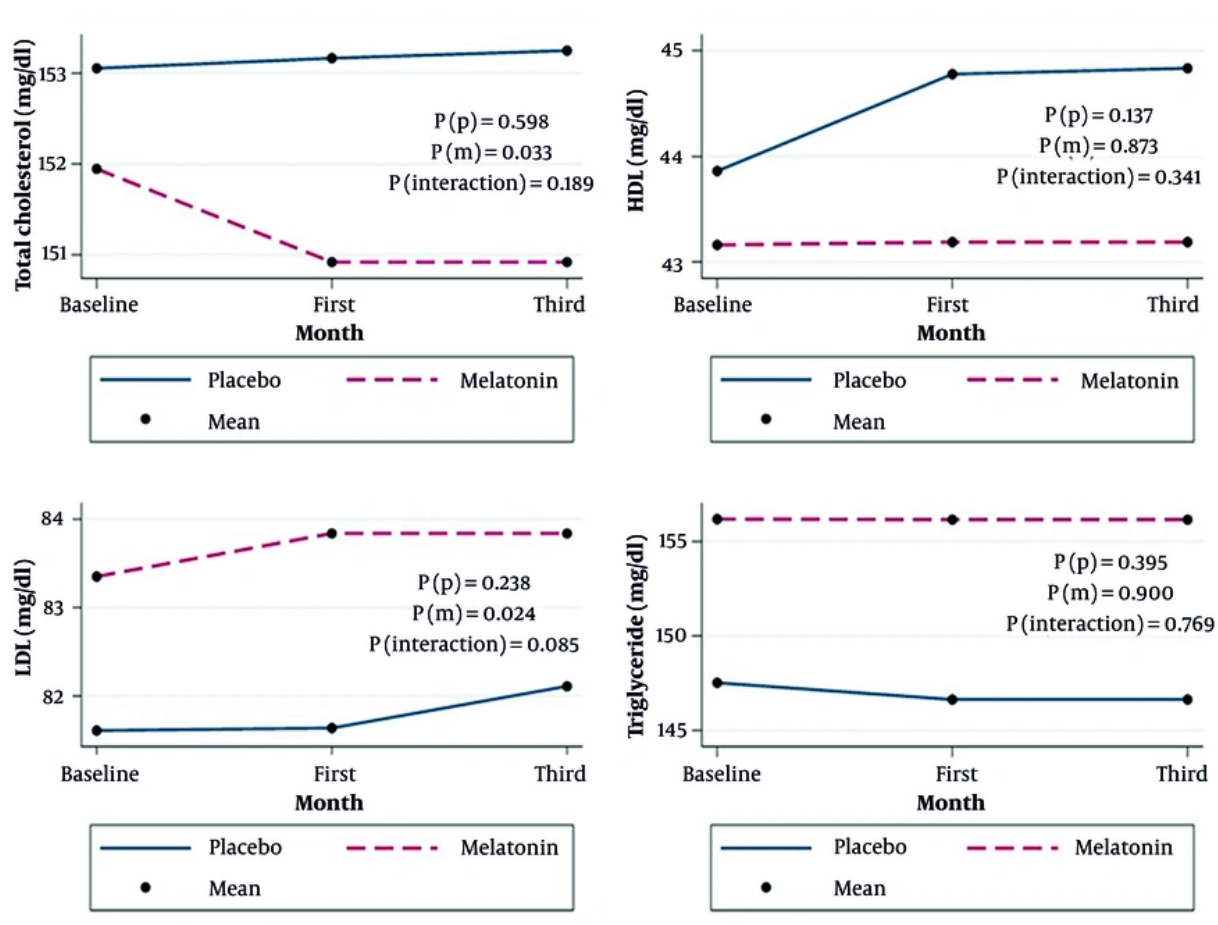 Total cholesterol (mg/dl)
153
152
151
P (p) = 0.598
P (m) = 0.033
P (interaction) = 0.189
Baseline First Third
Month
Placebo Melatonin
Mean
HDL (mg/dl)
45
44
43
P (p) = 0.137
P (m) = 0.873
P (interaction) = 0.341
Baseline First Third
Month
Placebo Melatonin
Mean
LDL (mg/dl)
84
83
82
P (p) = 0.238
P (m) = 0.024
P (interaction) = 0.085
Baseline First Third
Month
Placebo Melatonin
Mean
Triglyceride (mg/dl)
155
150
145
P (p) = 0.395
P (m) = 0.900
P (interaction) = 0.769
Baseline First Third
Month
Placebo Melatonin
Mean